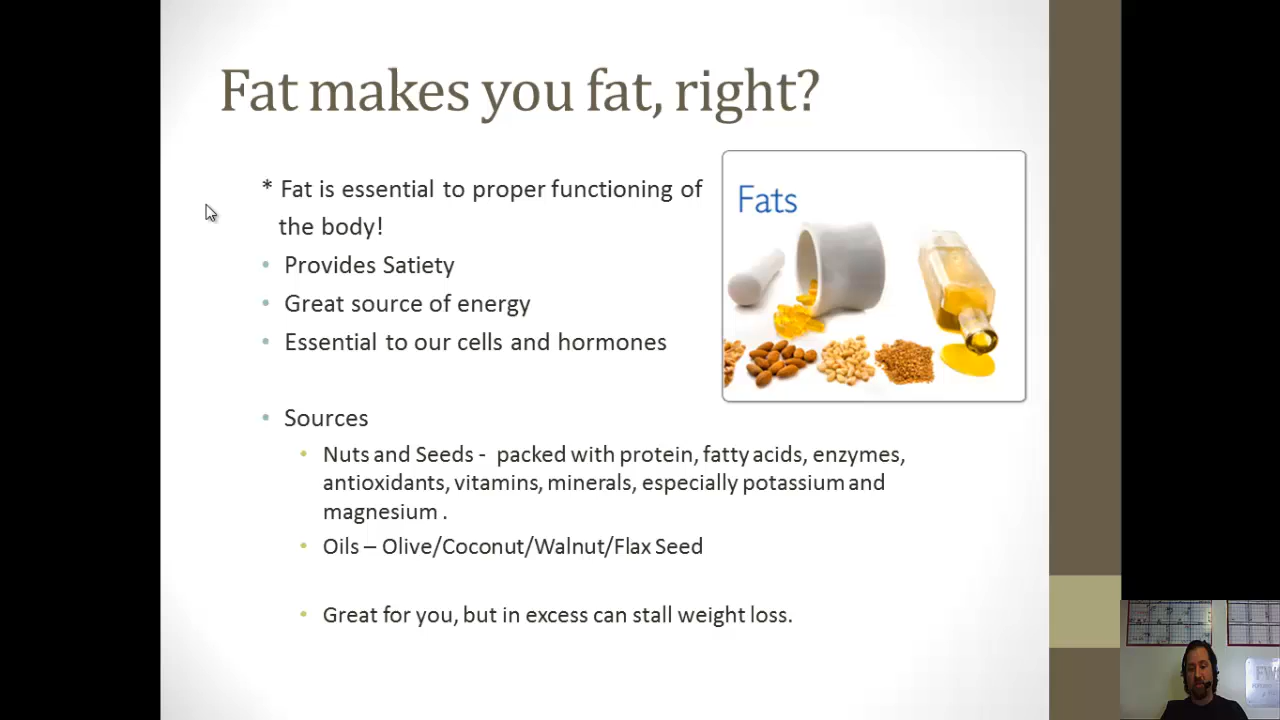 Fat makes you fat, right?
* Fat is essential to proper functioning of
the body!
Fats
• Provides Satiety
• Great source of energy
• Essential to our cells and hormones
• Sources
• Nuts and Seeds - packed with protein, fatty acids, enzymes,
antioxidants, vitamins, minerals, especially potassium and
magnesium .
• Oils – Olive/Coconut/Walnut/Flax Seed
• Great for you, but in excess can stall weight loss.